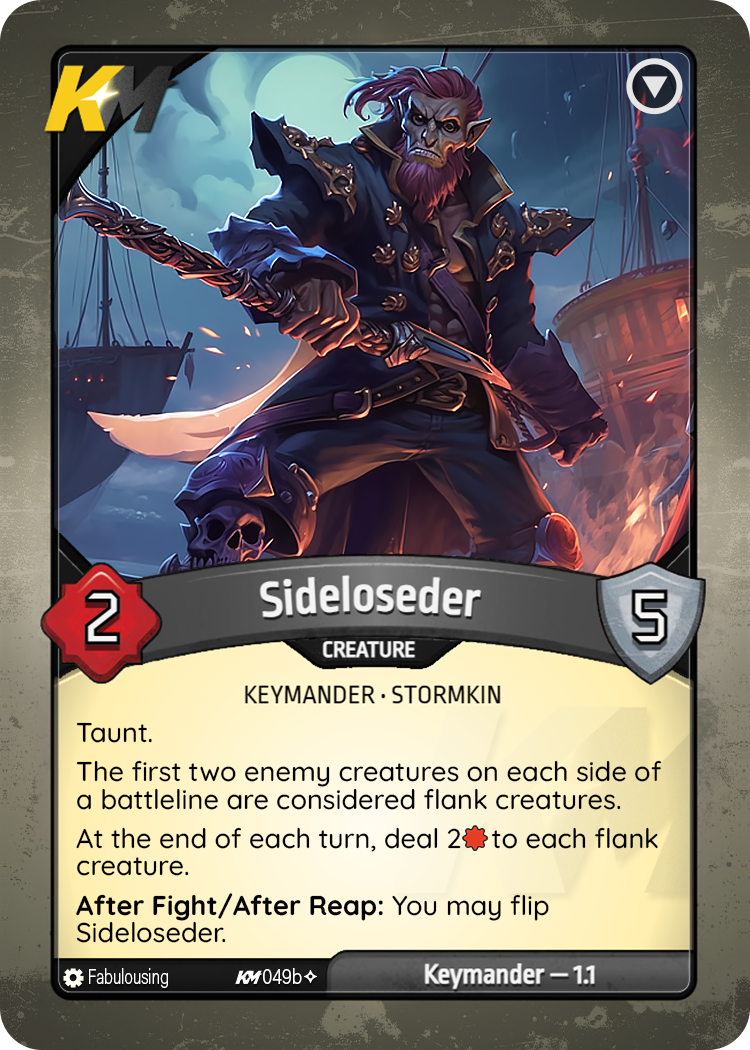 KM
Sideloseder
2
5
CREATURE
KEYMANDER • STORMKIN
Taunt.
The first two enemy creatures on each side of
a battleline are considered flank creatures.
At the end of each turn, deal 2 to each flank
creature.
After Fight/After Reap: You may flip
Sideloseder.
Fabulousing
KM049b
Keymander – 1.1